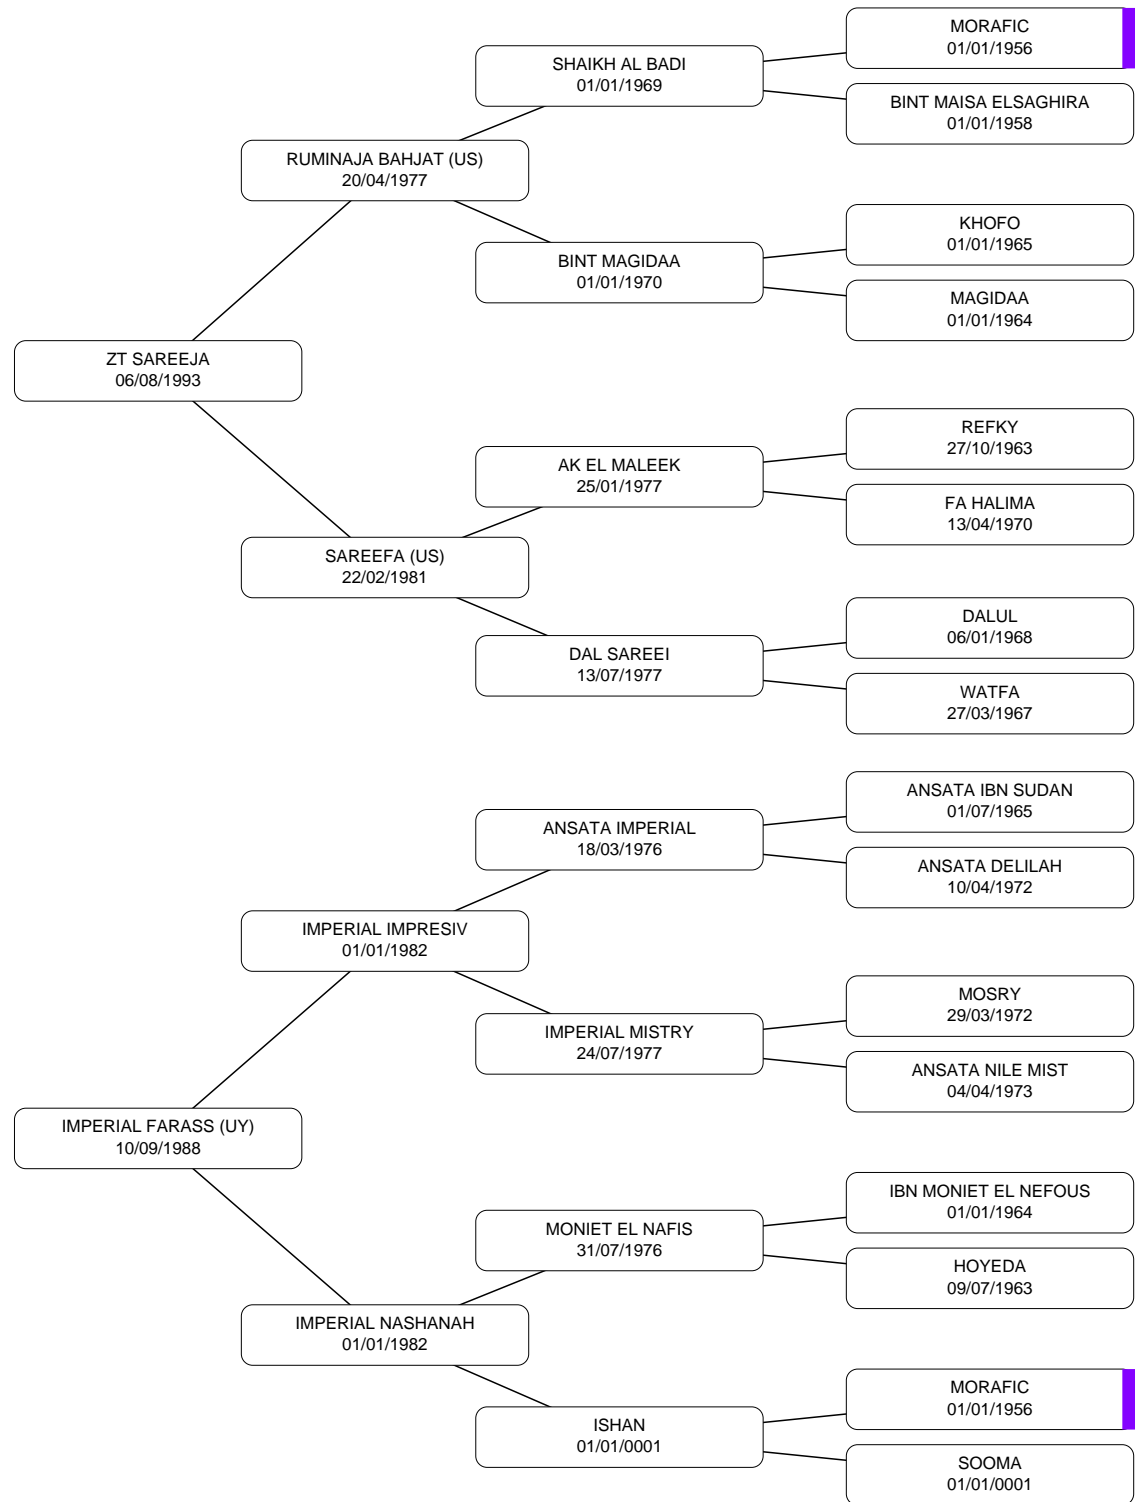 MORAFIC
01/01/1956
SHAIKH AL BADI
01/01/1969
BINT MAISA ELSAGHIRA
01/01/1958
RUMINAJA BAHJAT (US)
20/04/1977
KHOFO
01/01/1965
BINT MAGIDAA
01/01/1970
MAGIDAA
01/01/1964
ZT SAREEJA
06/08/1993
REFKY
27/10/1963
AK EL MALEEK
25/01/1977
FA HALIMA
13/04/1970
SAREEFA (US)
22/02/1981
DALUL
06/01/1968
DAL SAREEI
13/07/1977
WATFA
27/03/1967
ANSATA IBN SUDAN
01/07/1965
ANSATA IMPERIAL
18/03/1976
ANSATA DELILAH
10/04/1972
IMPERIAL IMPRESIV
01/01/1982
MOSRY
29/03/1972
IMPERIAL MISTRY
24/07/1977
ANSATA NILE MIST
04/04/1973
IMPERIAL FARASS (UY)
10/09/1988
IBN MONIET EL NEFOUS
01/01/1964
MONIET EL NAFIS
31/07/1976
HOYEDA
09/07/1963
IMPERIAL NASHANAH
01/01/1982
MORAFIC
01/01/1956
ISHAN
01/01/0001
SOOMA
01/01/0001